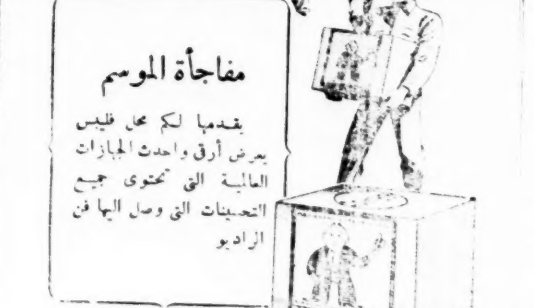 مفاجأة الموسم
يقدمها لكم محل فليبس
بعرض أرقى واحدث الجهازات
العالمية التى تحتوى جميع
التحسينات التى وصل اليها فن
الراديو